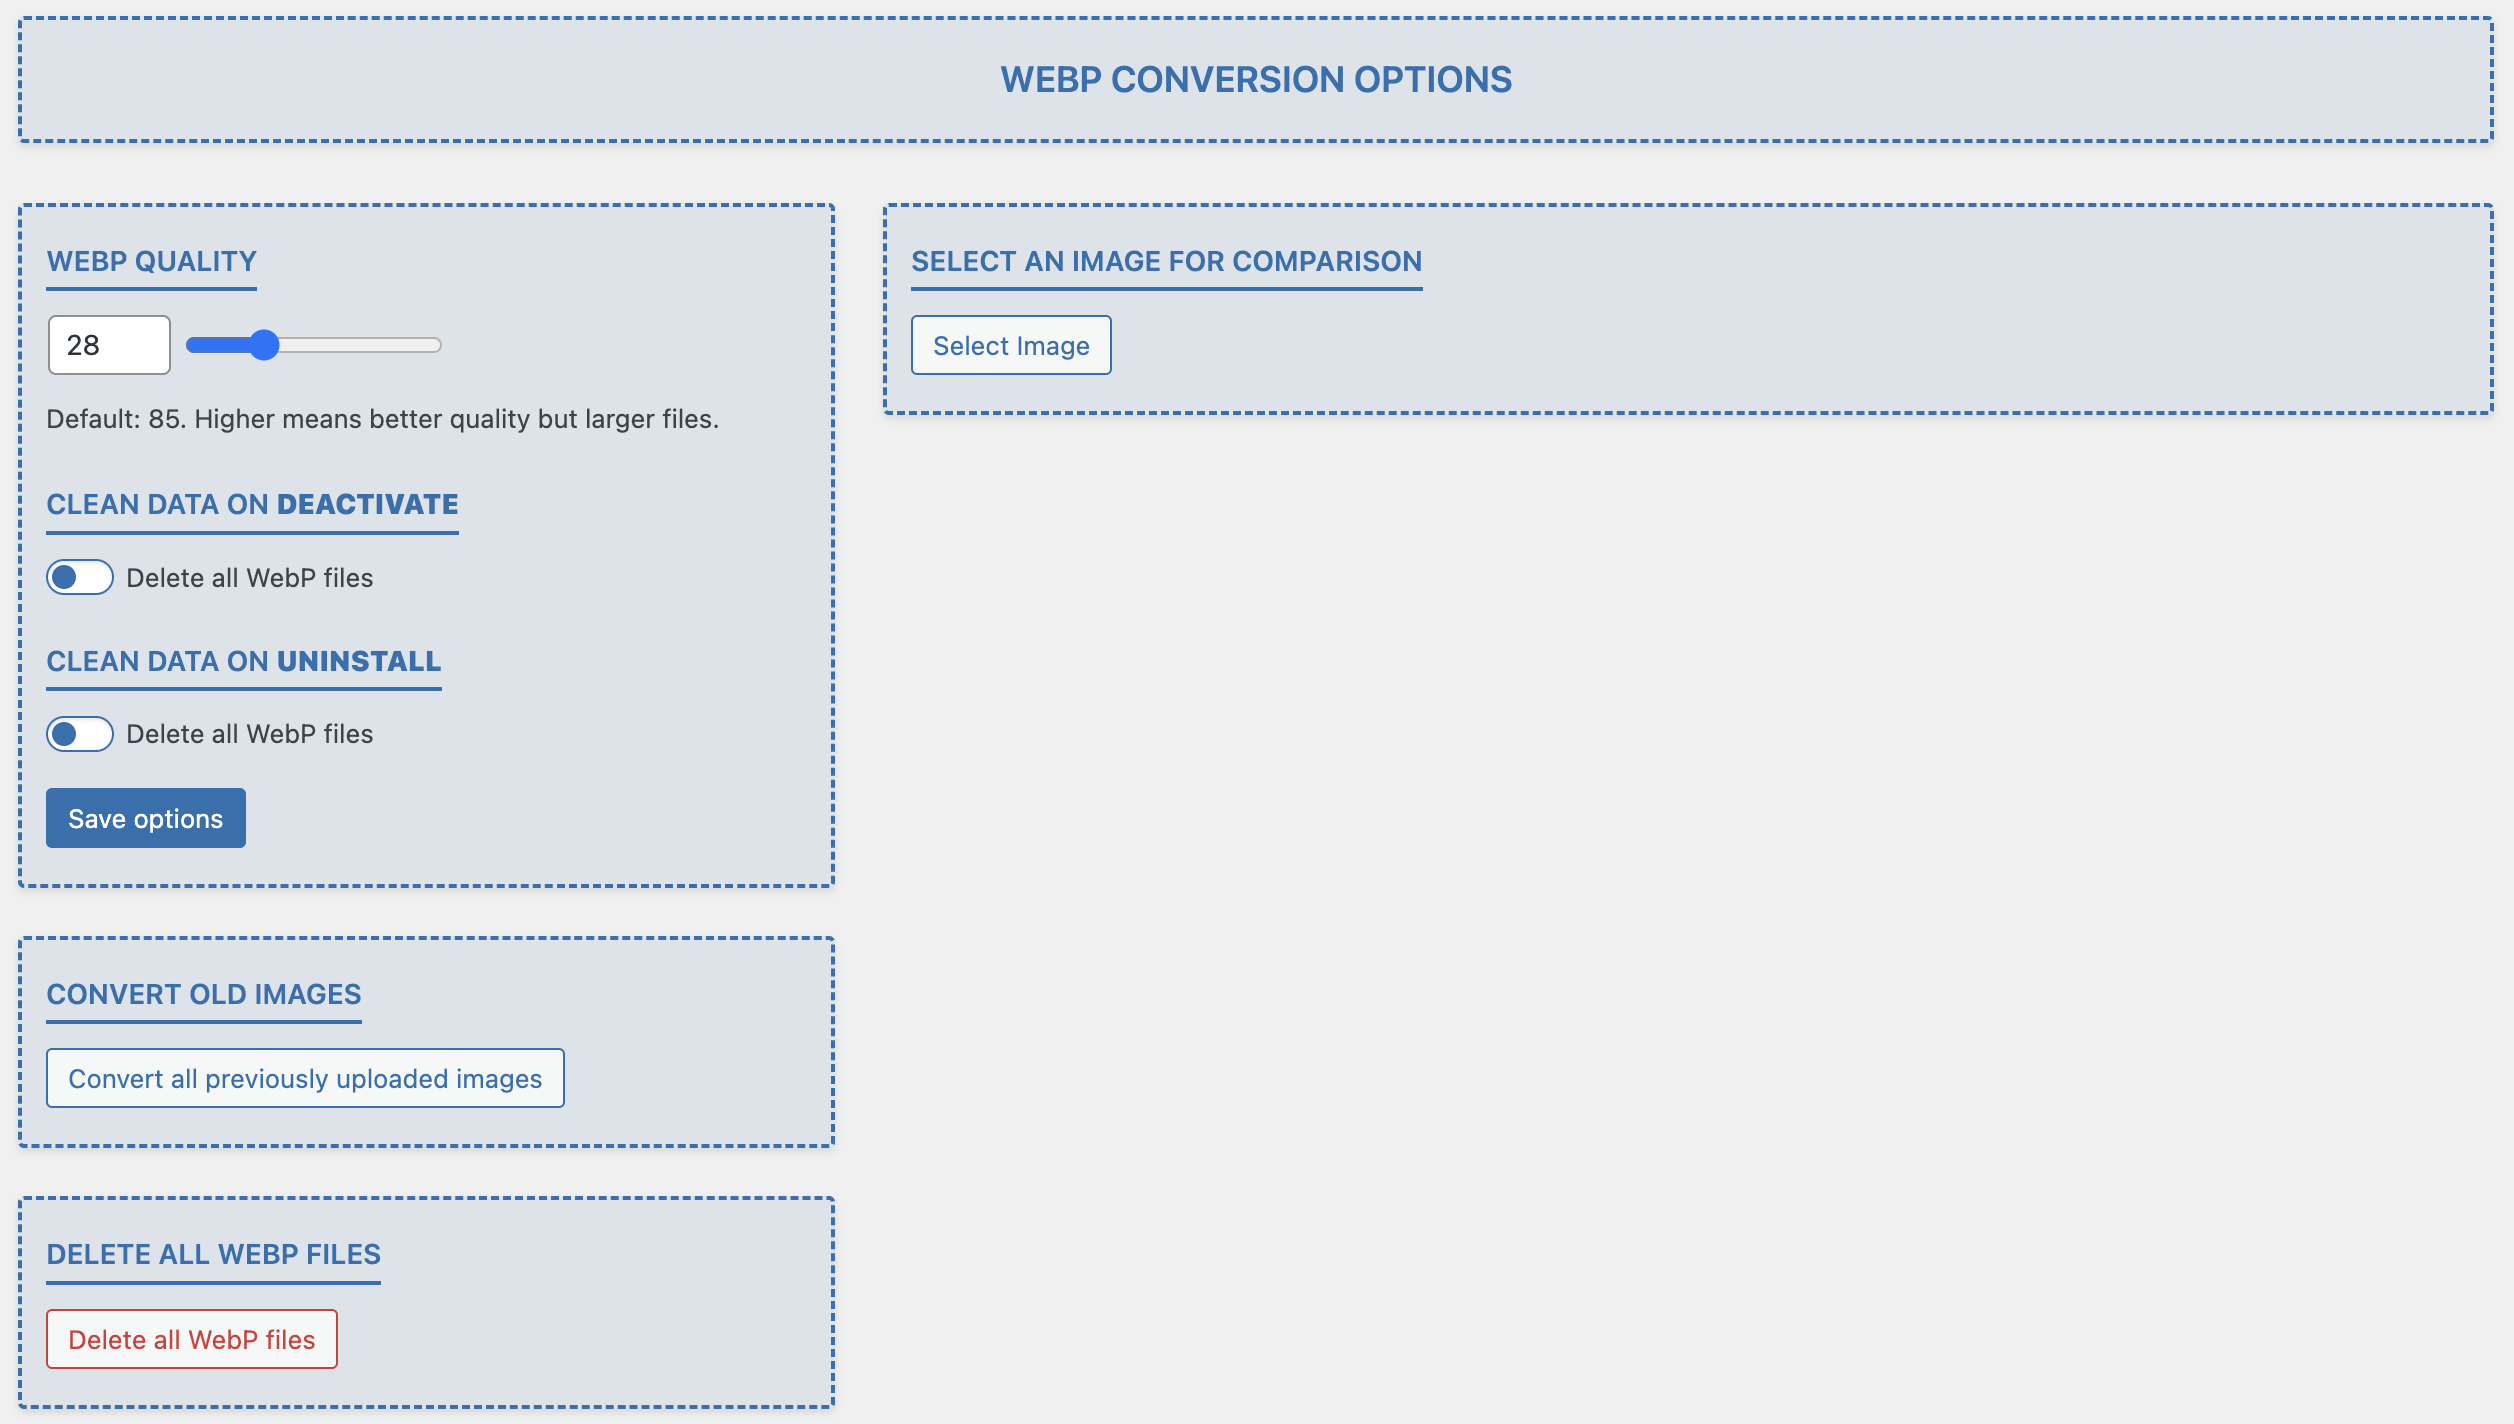 WEBP CONVERSION OPTIONS
WEBP QUALITY
28
Default: 85. Higher means better quality but larger files.
CLEAN DATA ON DEACTIVATE
Delete all WebP files
CLEAN DATA ON UNINSTALL
Delete all WebP files
Save options
CONVERT OLD IMAGES
Convert all previously uploaded images
DELETE ALL WEBP FILES
Delete all WebP files
SELECT AN IMAGE FOR COMPARISON
Select Image